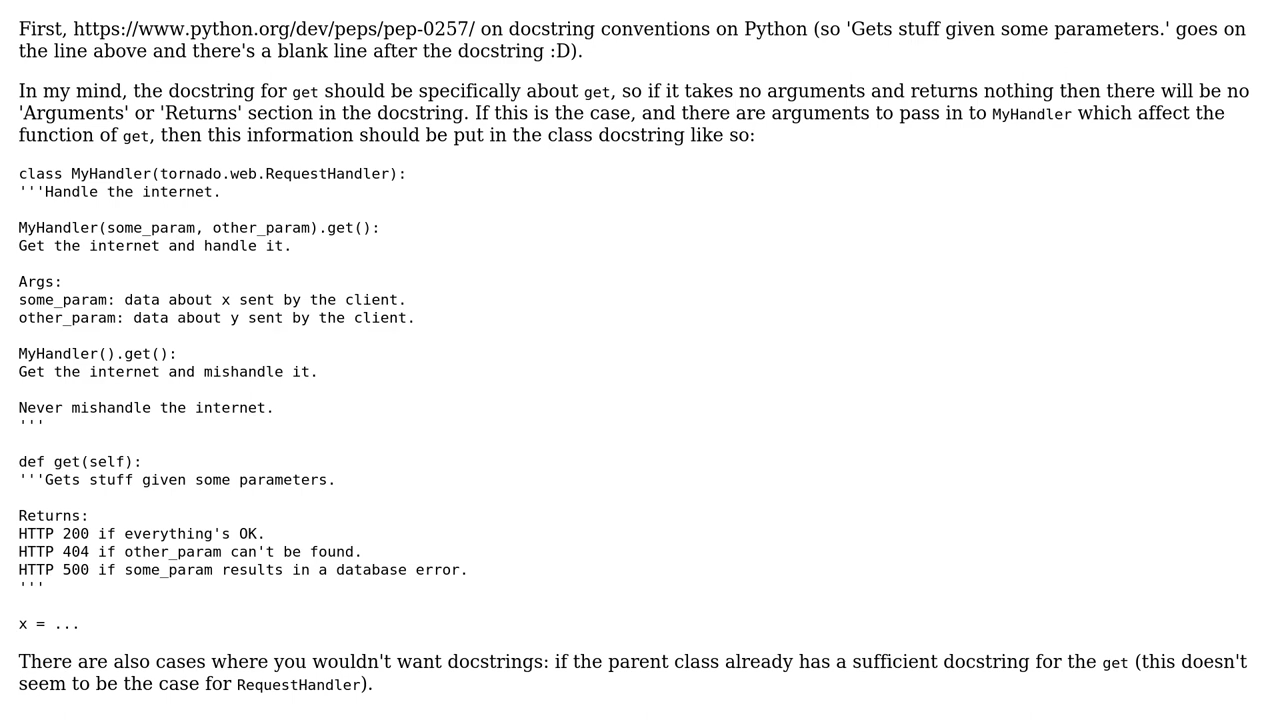 First, https://www.python.org/dev/peps/pep-0257/ on docstring conventions on Python (so 'Gets stuff given some parameters.' goes on
the line above and there's a blank line after the docstring :D).
In my mind, the docstring for get should be specifically about get, so if it takes no arguments and returns nothing then there will be no
'Arguments' or 'Returns' section in the docstring. If this is the case, and there are arguments to pass in to MyHandler which affect the
function of get, then this information should be put in the class docstring like so:
class MyHandler(tornado.web.RequestHandler):
'''Handle the internet.
MyHandler(some_param, other_param).get():
Get the internet and handle it.
Args:
some_param: data about x sent by the client.
other_param: data about y sent by the client.
MyHandler().get():
Get the internet and mishandle it.
Never mishandle the internet.
'''
def get(self):
'''Gets stuff given some parameters.
Returns:
HTTP 200 if everything's OK.
HTTP 404 if other_param can't be found.
HTTP 500 if some_param results in a database error.
'''
x = ...
There are also cases where you wouldn't want docstrings: if the parent class already has a sufficient docstring for the get (this doesn't
seem to be the case for RequestHandler).